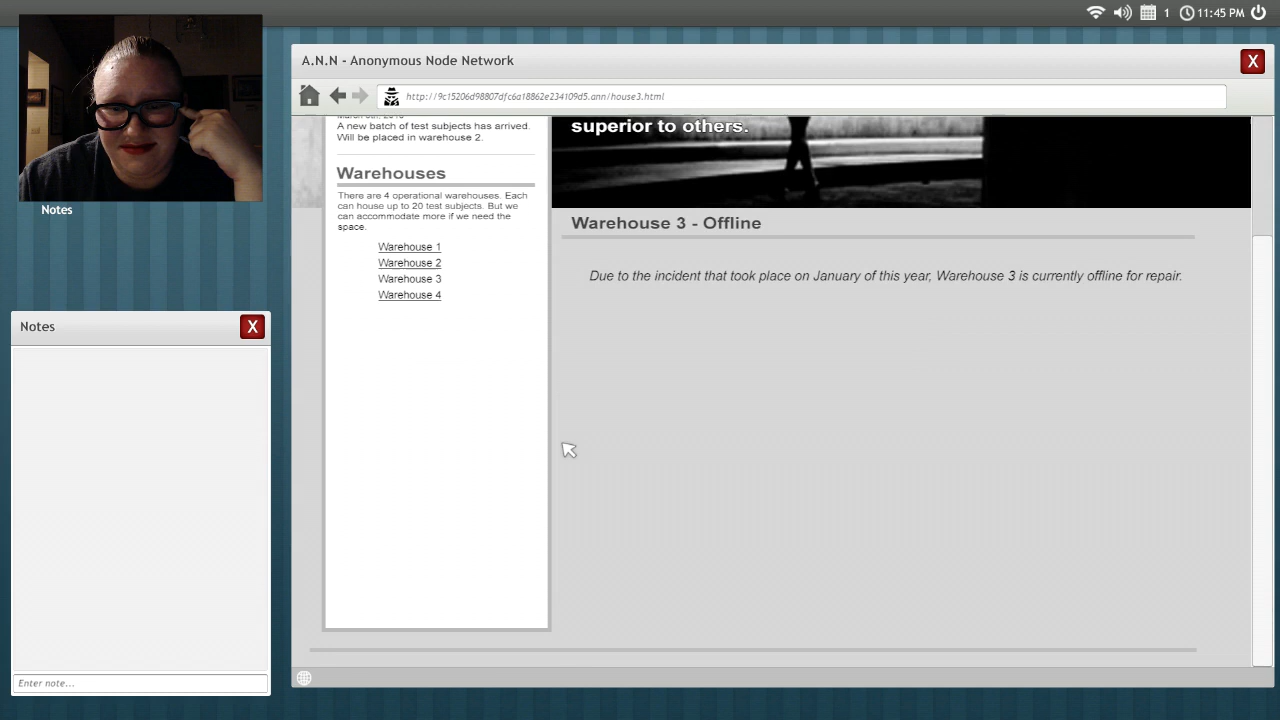 1
11:45 PM
A.N.N - Anonymous Node Network
X
http://9c15206d98807dfc6a18862e234109d5.ann/house3.html
A new batch of test subjects has arrived.
Will be placed in warehouse 2.
Warehouses
There are 4 operational warehouses. Each
can house up to 20 test subjects. But we
can accommodate more if we need the
space.
Warehouse 1
Warehouse 2
Warehouse 3
Warehouse 4
superior to others.
Warehouse 3 - Offline
Due to the incident that took place on January of this year, Warehouse 3 is currently offline for repair.
Notes
Notes
X
Enter note...